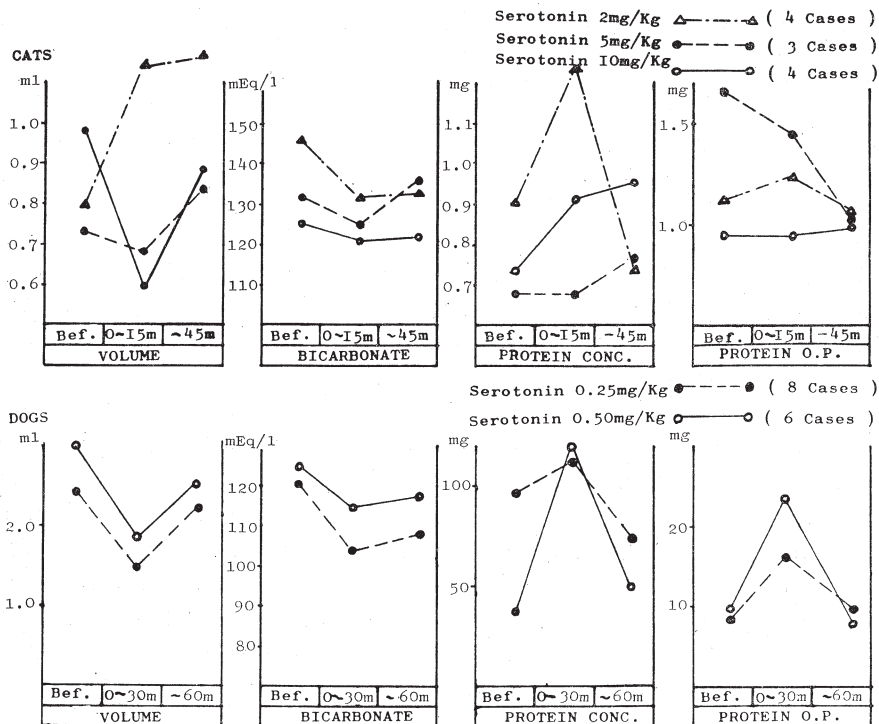 Serotonin 2mg/Kg ( 4 Cases )
Serotonin 5mg/Kg ( 3 Cases )
Serotonin IOmg/Kg ( 4 Cases )
CATS
ml mEq/l mg mg
1.0 0.9 0.8 0.7 0.6
150 140 130 120 110
1.1 1.0 0.9 0.8 0.7
1.5 1.0
Bef. 0~I5m ~45m Bef. 0~I5m ~45m Bef. 0~I5m -45m Bef. 0~I5m -45m
VOLUME BICARBONATE PROTEIN CONC. PROTEIN O.P.
Serotonin 0.25mg/Kg ( 8 Cases )
Serotonin 0.50mg/Kg ( 6 Cases )
DOGS
ml mEq/l mg mg
2.0 1.0
120 110 100 90 80
100 50
20 10
Bef. 0~30m ~60m Bef. 0~30m ~60m Bef. 0~30m ~60m Bef. 0~30m ~60m
VOLUME BICARBONATE PROTEIN CONC. PROTEIN O.P.